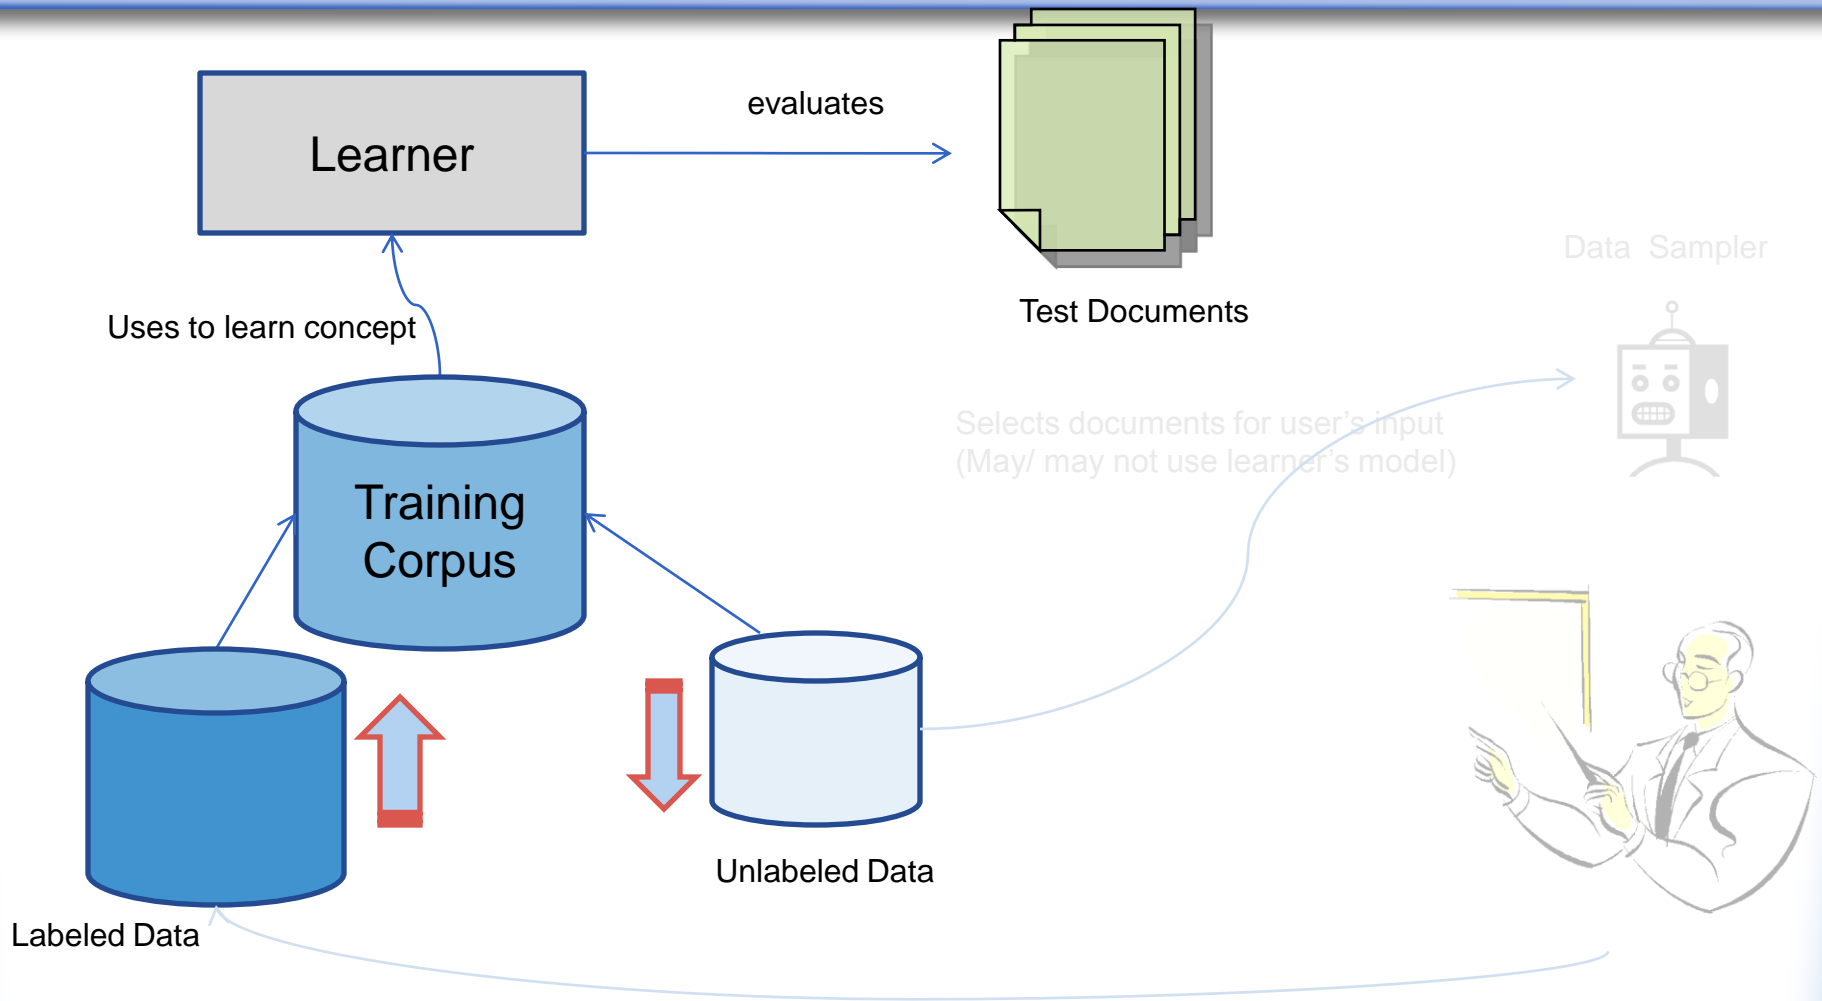 Learner
evaluates
Test Documents
Data Sampler
Uses to learn concept
Selects documents for user's input
(May/ may not use learner's model)
Training
Corpus
Unlabeled Data
Labeled Data